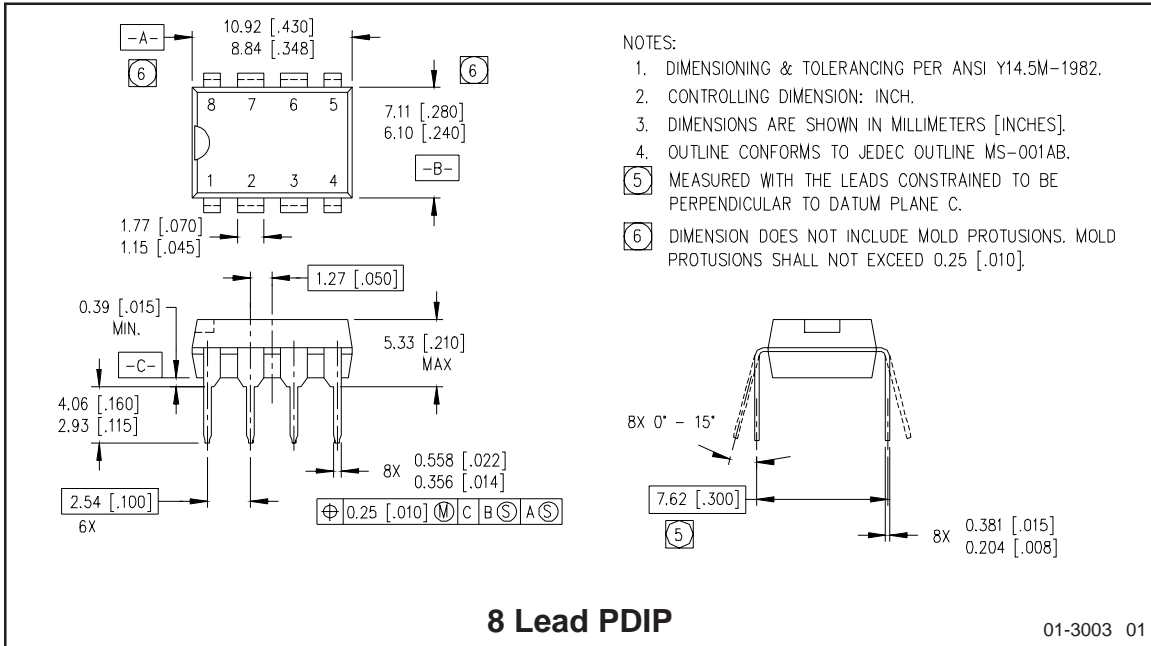 -A-
10.92 [.430]
8.84 [.348]
6
6
8 7 6 5
1 2 3 4
7.11 [.280]
6.10 [.240]
-B-
1.77 [.070]
1.15 [.045]
1.27 [.050]
0.39 [.015]
MIN.
-C-
5.33 [.210]
MAX
4.06 [.160]
2.93 [.115]
8X 0.558 [.022]
0.356 [.014]
2.54 [.100]
6X
⌖ 0.25 [.010] Ⓜ C B Ⓢ A Ⓢ
NOTES:
1. DIMENSIONING & TOLERANCING PER ANSI Y14.5M-1982.
2. CONTROLLING DIMENSION: INCH.
3. DIMENSIONS ARE SHOWN IN MILLIMETERS [INCHES].
4. OUTLINE CONFORMS TO JEDEC OUTLINE MS-001AB.
5 MEASURED WITH THE LEADS CONSTRAINED TO BE
PERPENDICULAR TO DATUM PLANE C.
6 DIMENSION DOES NOT INCLUDE MOLD PROTUSIONS. MOLD
PROTUSIONS SHALL NOT EXCEED 0.25 [.010].
8X 0° - 15°
7.62 [.300]
5
8X 0.381 [.015]
0.204 [.008]
8 Lead PDIP
01-3003 01